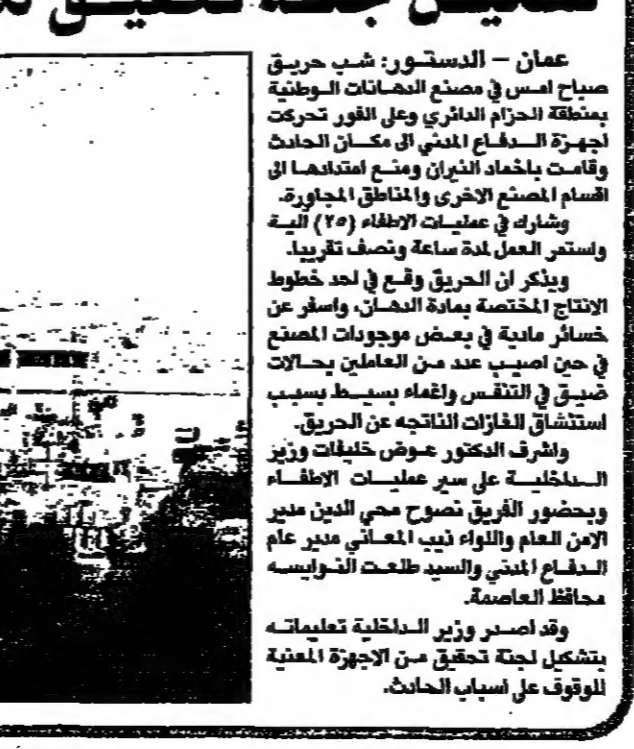 تشكيل لجنة تحقيق
عمان – الدستور: شب حريق
صباح امس في مصنع الدهانات الوطنية
بمنطقة الحزام الدائري وعلى الفور تحركت
اجهزة الدفاع المدني الى مكان الحادث
وقامت باخماد النيران ومنع امتدادها الى
اقسام المصنع الاخرى والمناطق المجاورة.
وشارك في عمليات الاطفاء (٢٥) الية
واستمر العمل لمدة ساعة ونصف تقريبا.
ويذكر ان الحريق وقع في احد خطوط
الانتاج المختصة بمادة الدهان، واسفر عن
خسائر مادية في بعض موجودات المصنع
في حين اصيب عدد من العاملين بحالات
ضيق في التنفس واغماء بسيط بسبب
استنشاق الغازات الناتجه عن الحريق.
واشرف الدكتور عوض خليفات وزير
الداخلية على سير عمليات الاطفاء
وبحضور الفريق نصوح محي الدين مدير
الامن العام واللواء ذيب المعاني مدير عام
الدفاع المدني والسيد طلعت النوايسه
محافظ العاصمة.
وقد اصدر وزير الداخلية تعليماته
بتشكيل لجنة تحقيق من الاجهزة المعنية
للوقوف على اسباب الحادث.